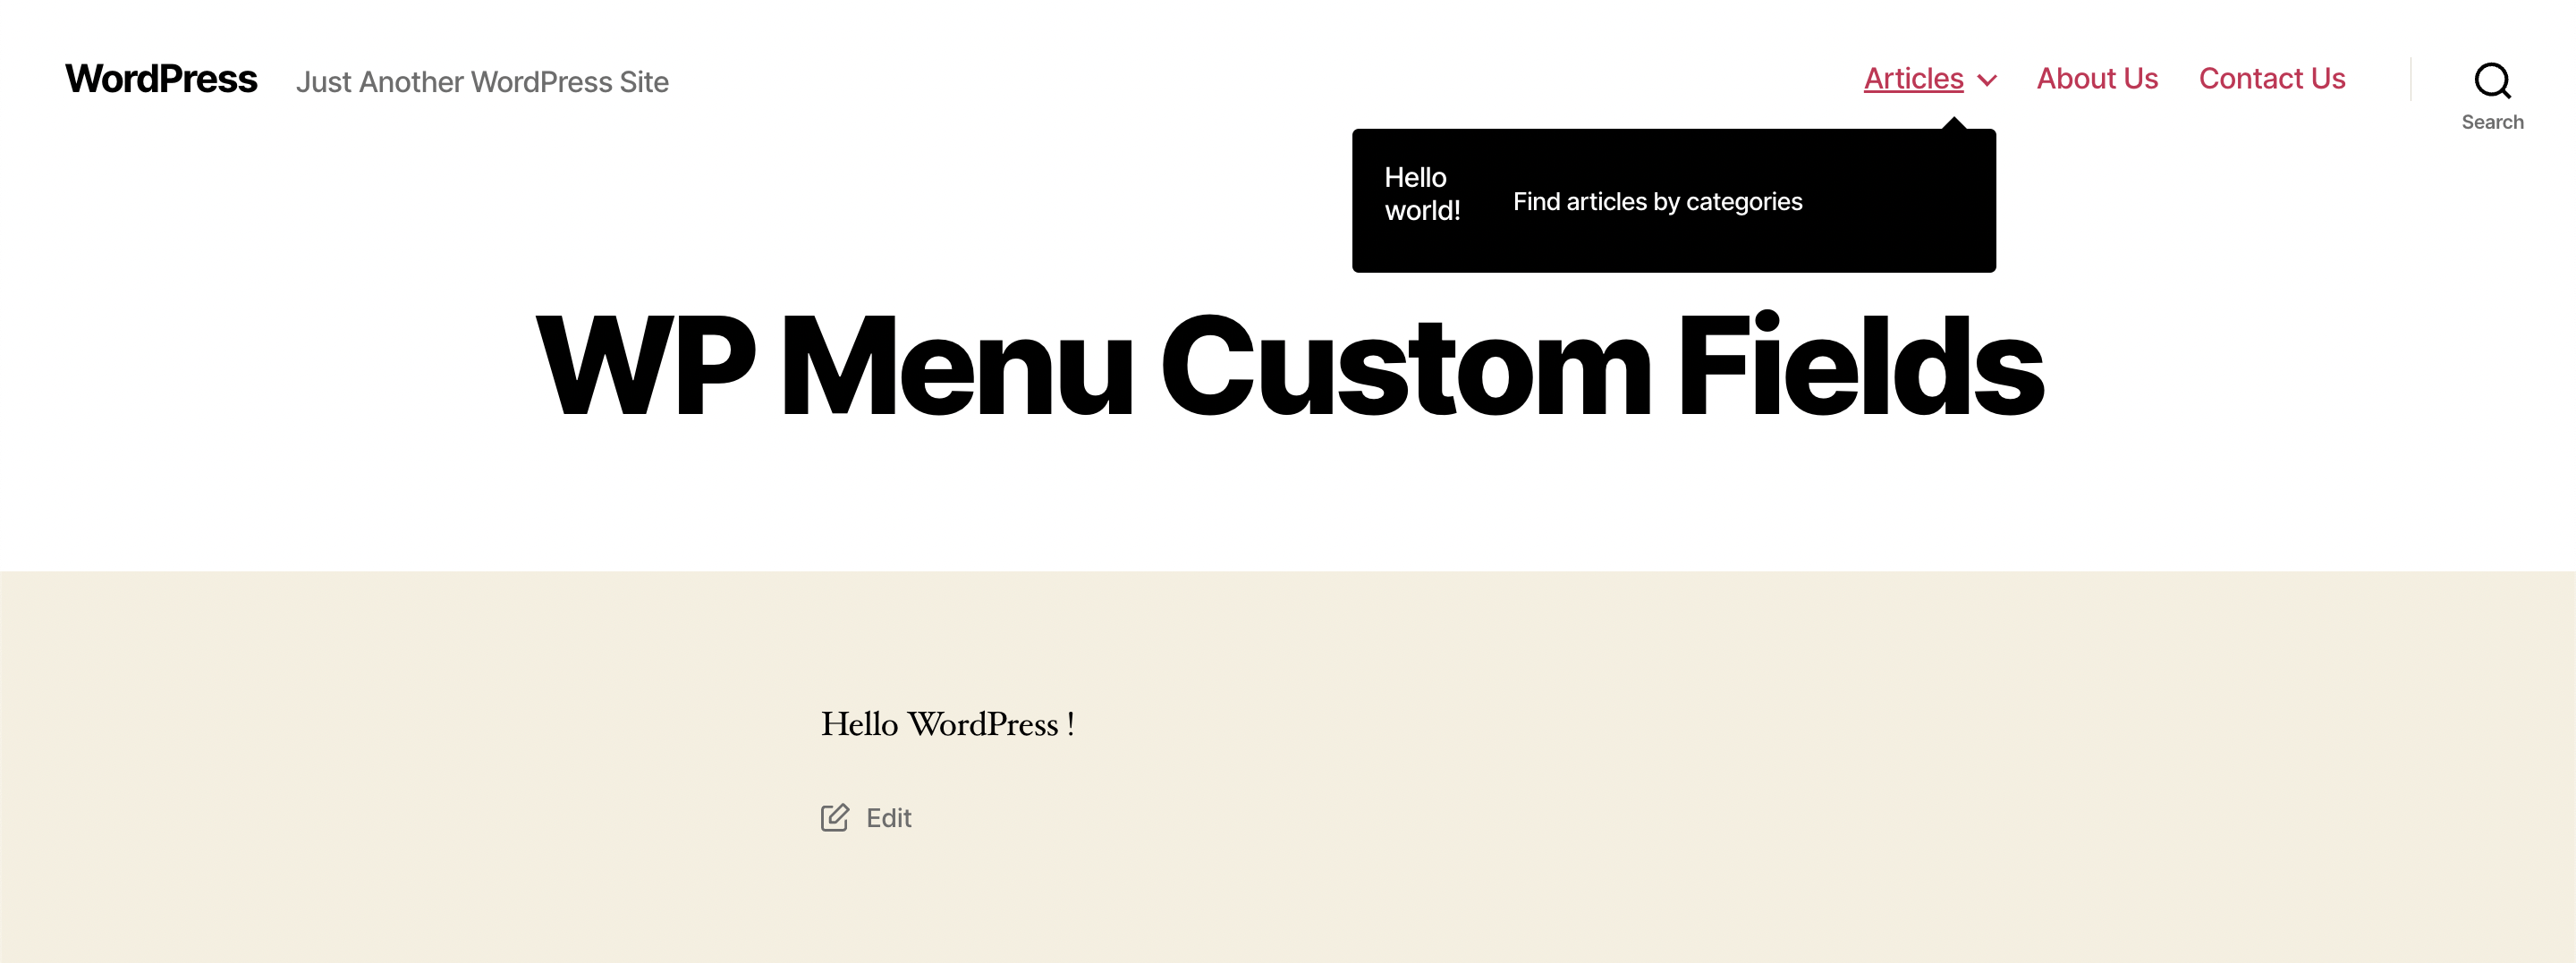 WordPress Just Another WordPress Site Articles About Us Contact Us
Search
Hello
world!
Find articles by categories
WP Menu Custom Fields
Hello WordPress !
Edit